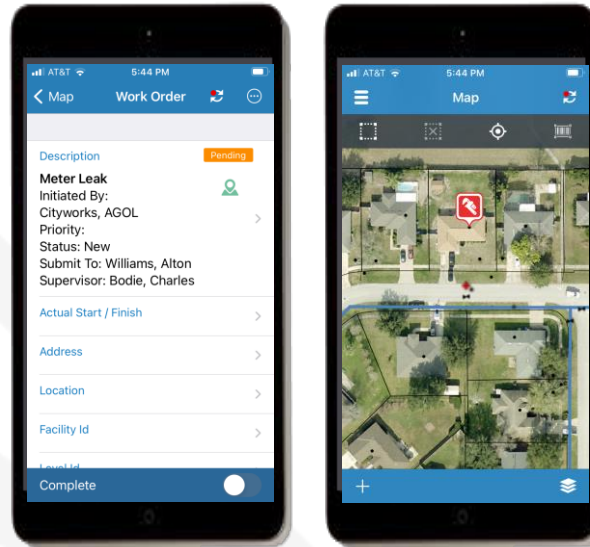 AT&T 5:44 PM
Map Work Order
Description Pending
Meter Leak
Initiated By:
Cityworks, AGOL
Priority:
Status: New
Submit To: Williams, Alton
Supervisor: Bodie, Charles
Actual Start / Finish
Address
Location
Facility Id
Level Id
Complete
AT&T 5:44 PM
Map